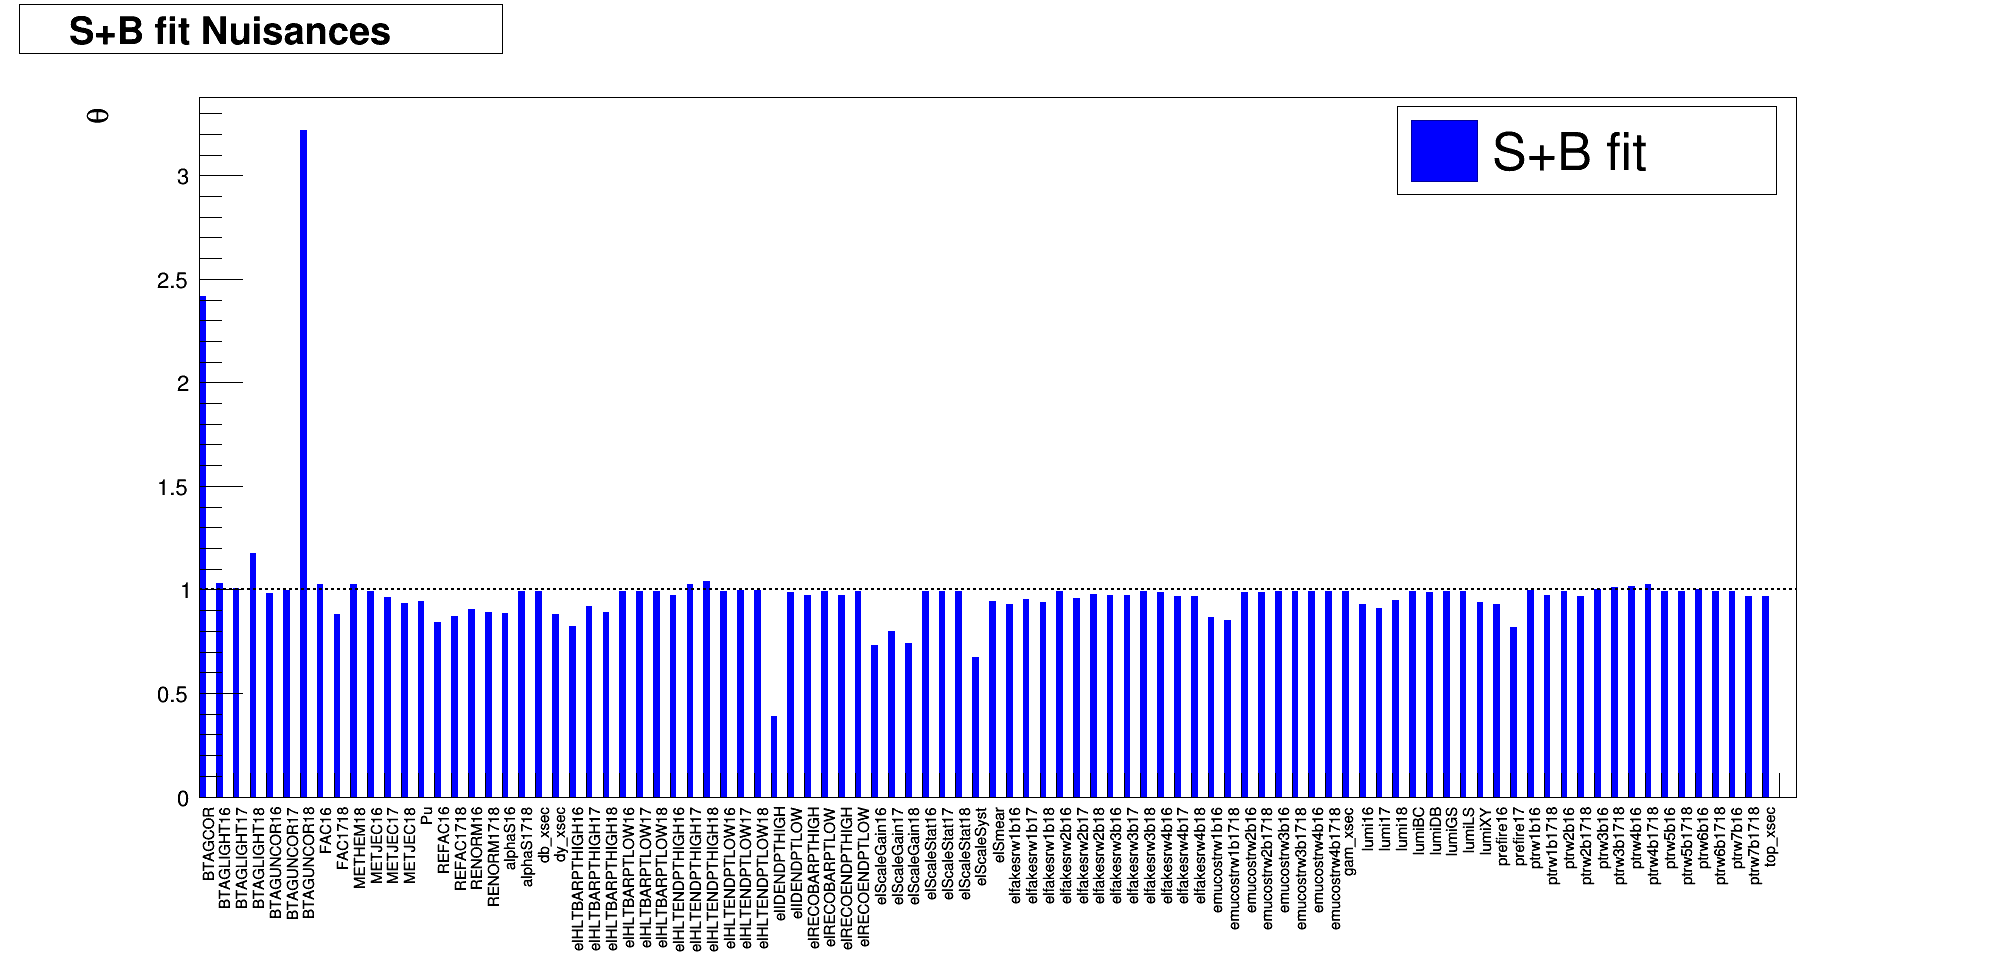 S+B fit Nuisances
θ
S+B fit
3
2.5
2
1.5
1
0.5
0
BTAGCOR
BTAGLIGHT16
BTAGLIGHT17
BTAGLIGHT18
BTAGUNCOR16
BTAGUNCOR17
BTAGUNCOR18
FAC16
FAC1718
METHEM18
METJEC16
METJEC17
METJEC18
Pu
REFAC16
REFAC1718
RENORM16
RENORM1718
alphaS16
alphaS1718
db_xsec
dy_xsec
elHLTBARPTHIGH16
elHLTBARPTHIGH17
elHLTBARPTHIGH18
elHLTBARPTLOW16
elHLTBARPTLOW17
elHLTBARPTLOW18
elHLTENDPTHIGH16
elHLTENDPTHIGH17
elHLTENDPTHIGH18
elHLTENDPTLOW16
elHLTENDPTLOW17
elHLTENDPTLOW18
elIDENDPTHIGH
elIDENDPTLOW
elRECOBARPTHIGH
elRECOBARPTLOW
elRECOENDPTHIGH
elRECOENDPTLOW
elScaleGain16
elScaleGain17
elScaleGain18
elScaleStat16
elScaleStat17
elScaleStat18
elScaleSyst
elSmear
elfakesrw1b16
elfakesrw1b17
elfakesrw1b18
elfakesrw2b16
elfakesrw2b17
elfakesrw2b18
elfakesrw3b16
elfakesrw3b17
elfakesrw3b18
elfakesrw4b16
elfakesrw4b17
elfakesrw4b18
emucostrw1b16
emucostrw1b1718
emucostrw2b16
emucostrw2b1718
emucostrw3b16
emucostrw3b1718
emucostrw4b16
emucostrw4b1718
gam_xsec
lumi16
lumi17
lumi18
lumiBC
lumiDB
lumiGS
lumiLS
lumiXY
prefire16
prefire17
ptrw1b16
ptrw1b1718
ptrw2b16
ptrw2b1718
ptrw3b16
ptrw3b1718
ptrw4b16
ptrw4b1718
ptrw5b16
ptrw5b1718
ptrw6b16
ptrw6b1718
ptrw7b16
ptrw7b1718
top_xsec